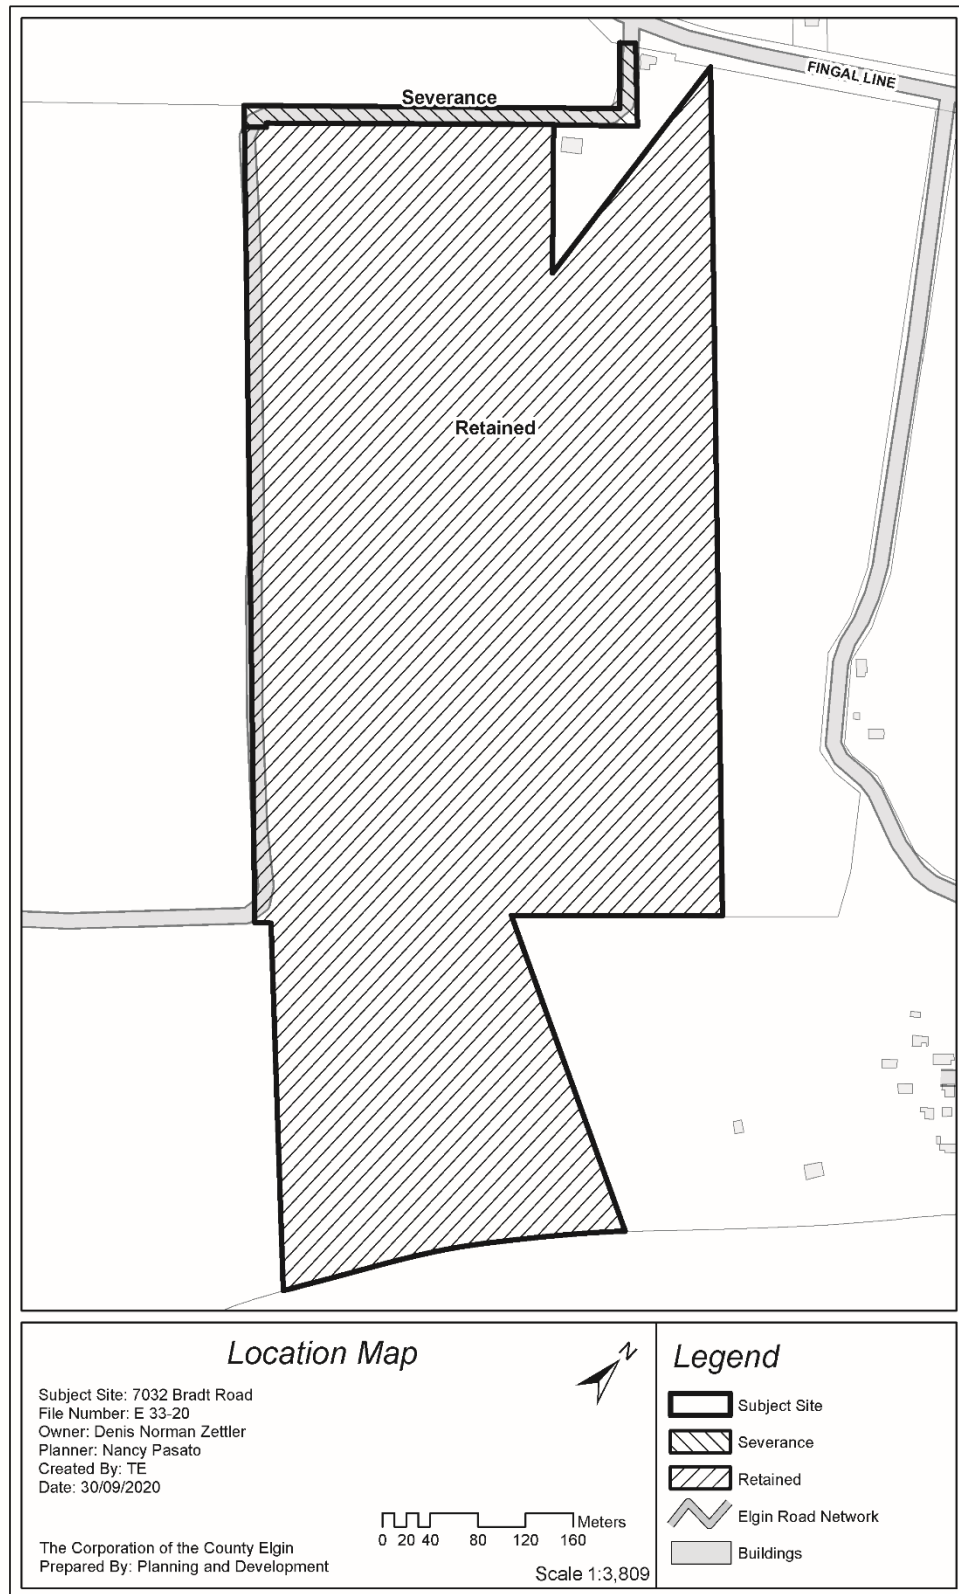 FINGAL LINE
Severance
Retained
Location Map
N
Subject Site: 7032 Bradt Road
File Number: E 33-20
Owner: Denis Norman Zettler
Planner: Nancy Pasato
Created By: TE
Date: 30/09/2020
The Corporation of the County Elgin
Prepared By: Planning and Development
Meters
0 20 40 80 120 160
Scale 1:3,809
Legend
Subject Site
Severance
Retained
Elgin Road Network
Buildings